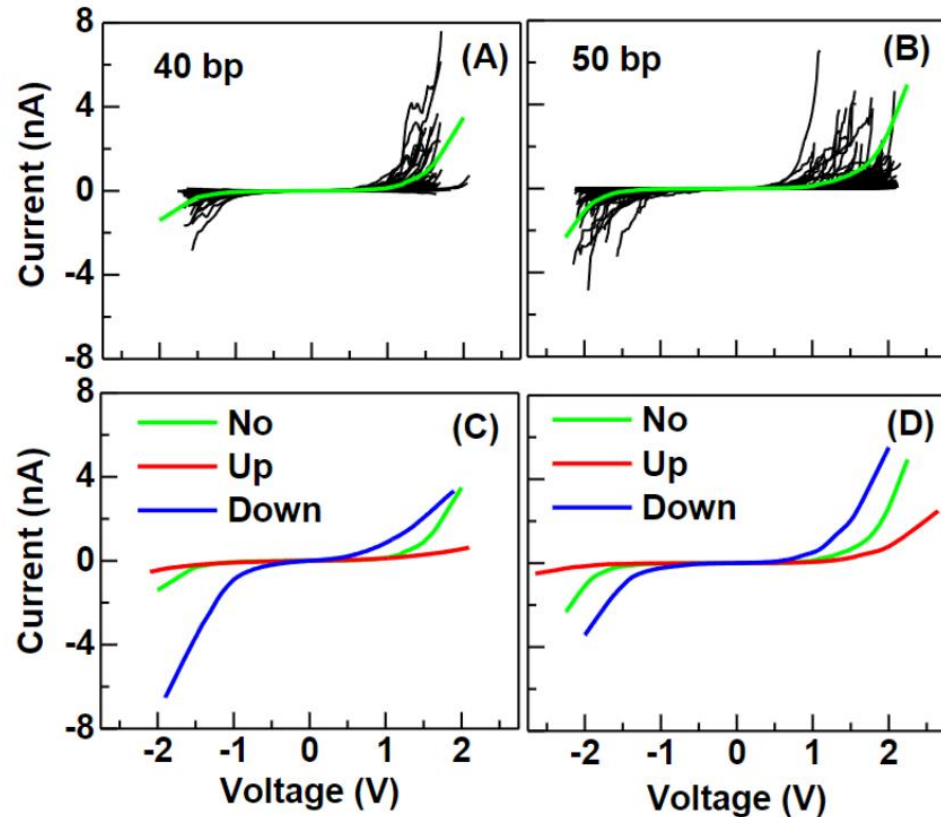 8
4
0
-4
-8
Current (nA)
40 bp
(A)
50 bp
(B)
8
4
0
-4
-8
Current (nA)
No
Up
Down
(C)
No
Up
Down
(D)
-2 -1 0 1 2
-2 -1 0 1 2
Voltage (V)
Voltage (V)